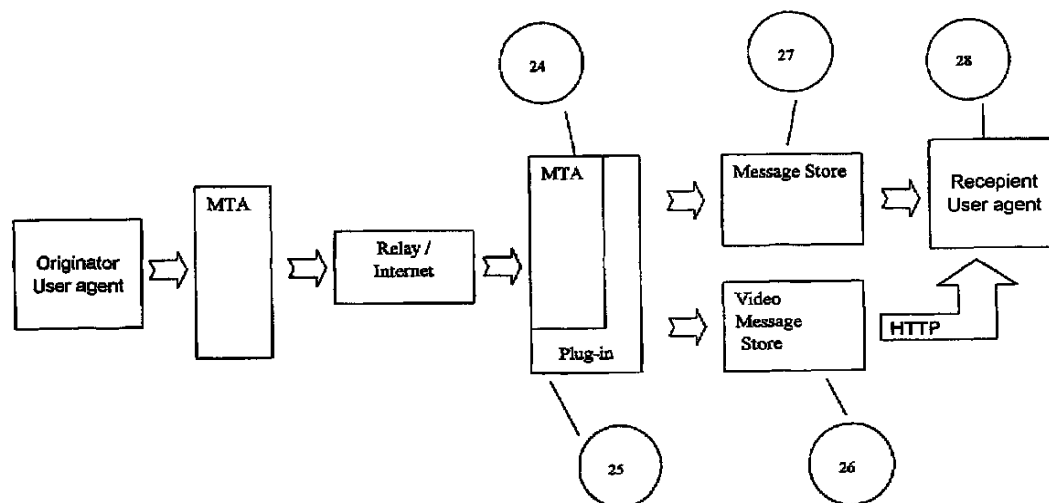 24
27
28
MTA
Message Store
Recepient
User agent
MTA
Originator
User agent
Relay /
Internet
Video
Message
Store
HTTP
Plug-in
25
26